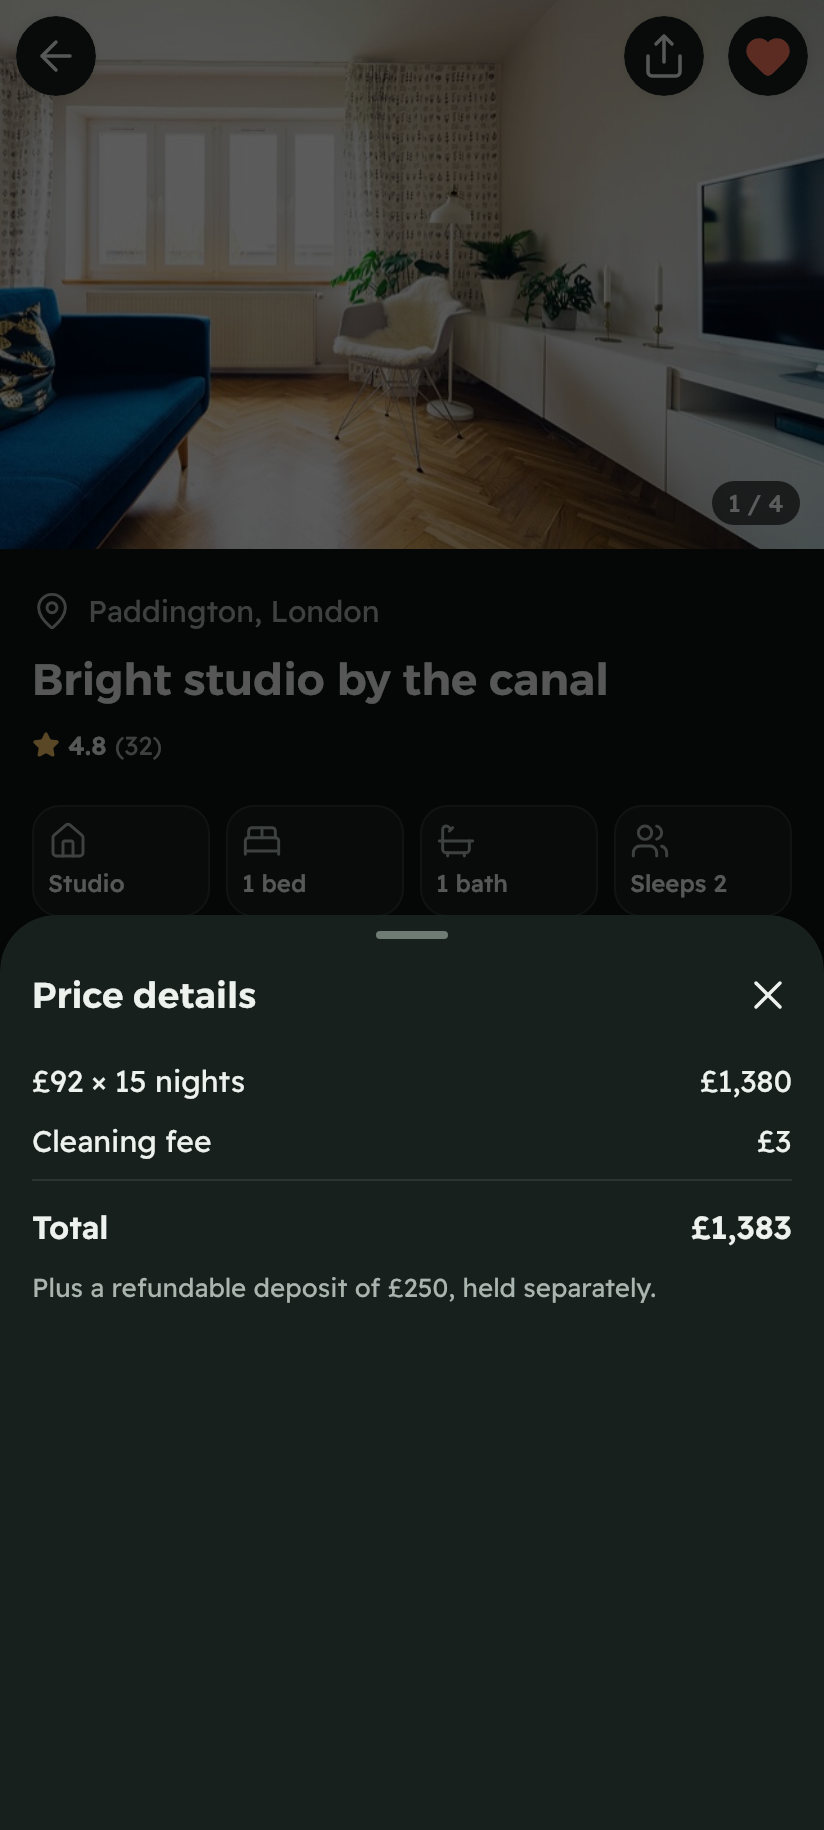 1 / 4
Paddington, London
Bright studio by the canal
4.8 (32)
Studio
1 bed
1 bath
Sleeps 2
Price details
£92 × 15 nights £1,380
Cleaning fee £3
Total £1,383
Plus a refundable deposit of £250, held separately.